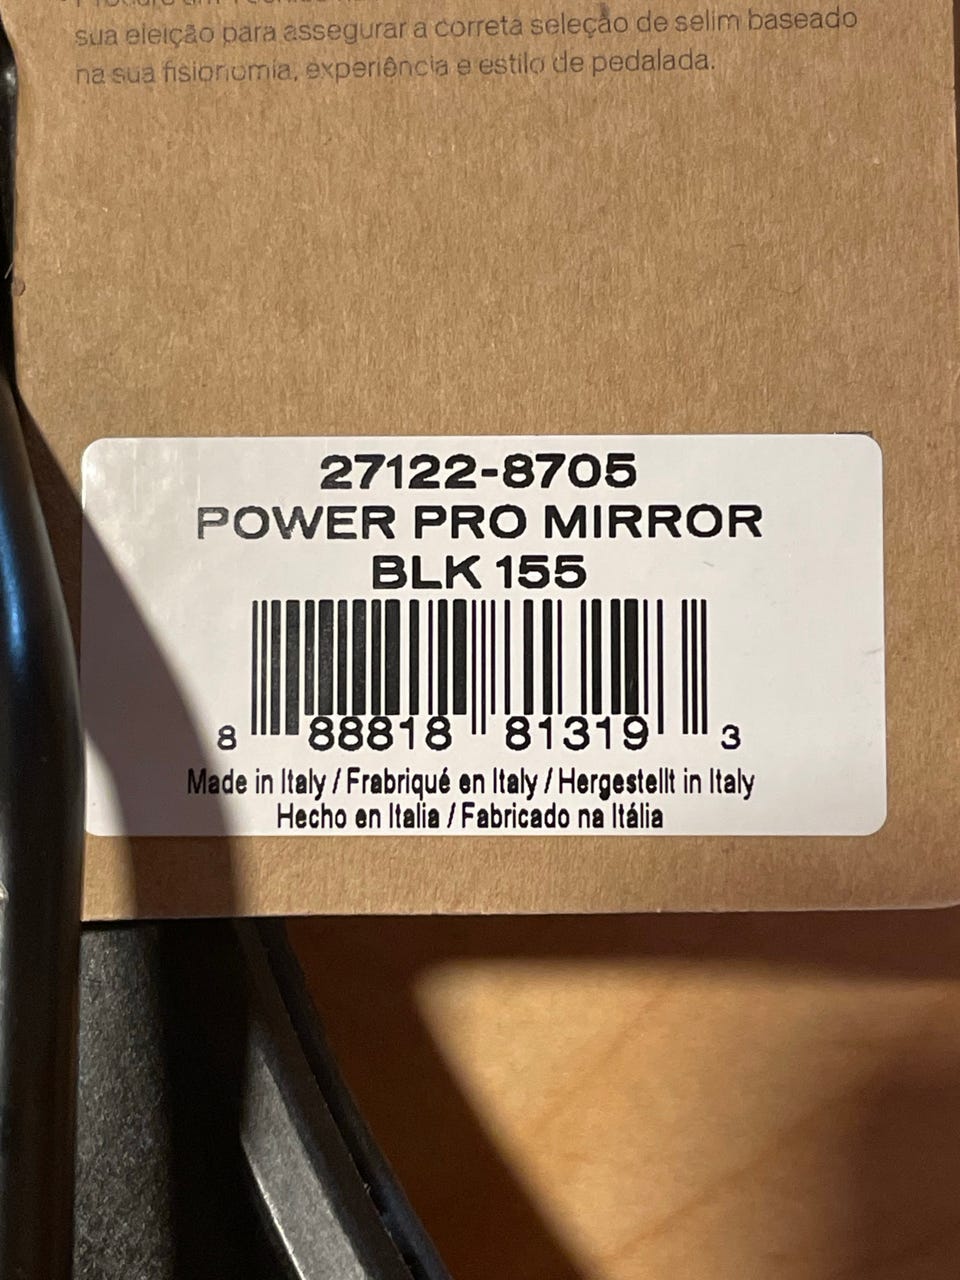 sua eleição para assegurar a correta seleção de selim baseado
na sua fisionomia, experiência e estilo de pedalada.
27122-8705
POWER PRO MIRROR
BLK 155
8 88818 81319 3
Made in Italy / Frabriqué en Italy / Hergestellt in Italy
Hecho en Italia / Fabricado na Itália